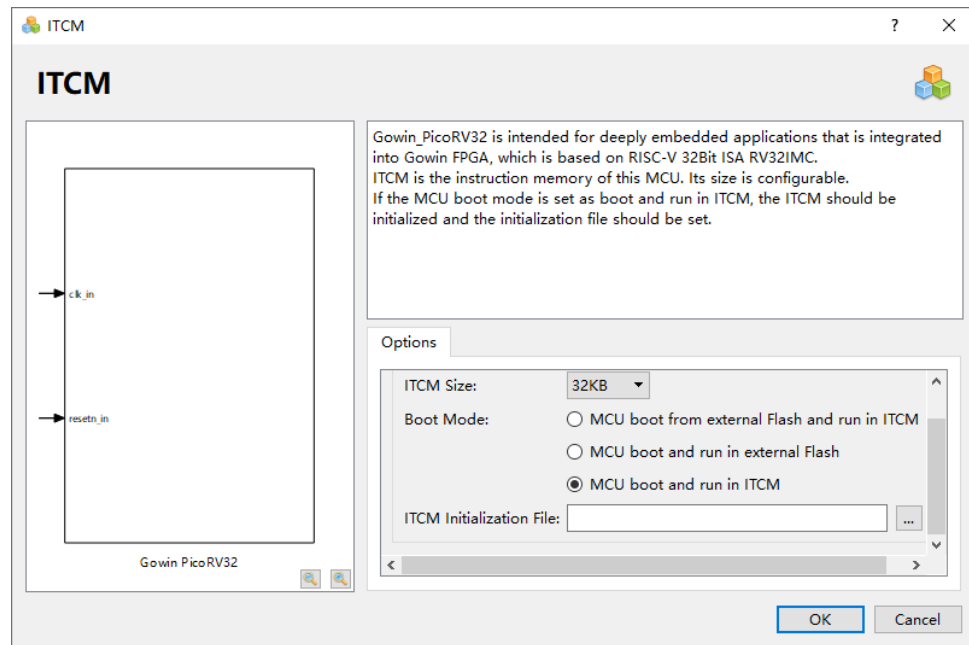 ITCM
?
ITCM
Gowin_PicoRV32 is intended for deeply embedded applications that is integrated
into Gowin FPGA, which is based on RISC-V 32Bit ISA RV32IMC.
ITCM is the instruction memory of this MCU. Its size is configurable.
If the MCU boot mode is set as boot and run in ITCM, the ITCM should be
initialized and the initialization file should be set.
clk_in
resetn_in
Gowin PicoRV32
Options
ITCM Size:
32KB
Boot Mode:
MCU boot from external Flash and run in ITCM
MCU boot and run in external Flash
MCU boot and run in ITCM
ITCM Initialization File:
...
OK
Cancel